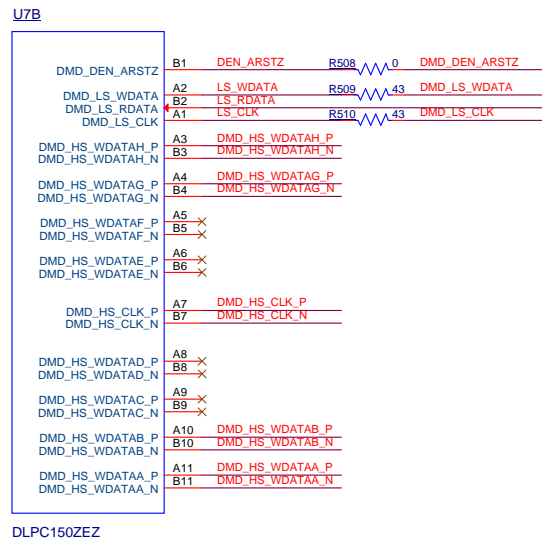 U7B
DMD_DEN_ARSTZ B1 DEN_ARSTZ R508 0 DMD_DEN_ARSTZ
DMD_LS_WDATA A2 LS_WDATA R509 43 DMD_LS_WDATA
DMD_LS_RDATA B2 LS_RDATA
DMD_LS_CLK A1 LS_CLK R510 43 DMD_LS_CLK
DMD_HS_WDATAH_P A3 DMD_HS_WDATAH_P
DMD_HS_WDATAH_N B3 DMD_HS_WDATAH_N
DMD_HS_WDATAG_P A4 DMD_HS_WDATAG_P
DMD_HS_WDATAG_N B4 DMD_HS_WDATAG_N
DMD_HS_WDATAF_P A5
DMD_HS_WDATAF_N B5
DMD_HS_WDATAE_P A6
DMD_HS_WDATAE_N B6
DMD_HS_CLK_P A7 DMD_HS_CLK_P
DMD_HS_CLK_N B7 DMD_HS_CLK_N
DMD_HS_WDATAD_P A8
DMD_HS_WDATAD_N B8
DMD_HS_WDATAC_P A9
DMD_HS_WDATAC_N B9
DMD_HS_WDATAB_P A10 DMD_HS_WDATAB_P
DMD_HS_WDATAB_N B10 DMD_HS_WDATAB_N
DMD_HS_WDATAA_P A11 DMD_HS_WDATAA_P
DMD_HS_WDATAA_N B11 DMD_HS_WDATAA_N
DLPC150ZEZ